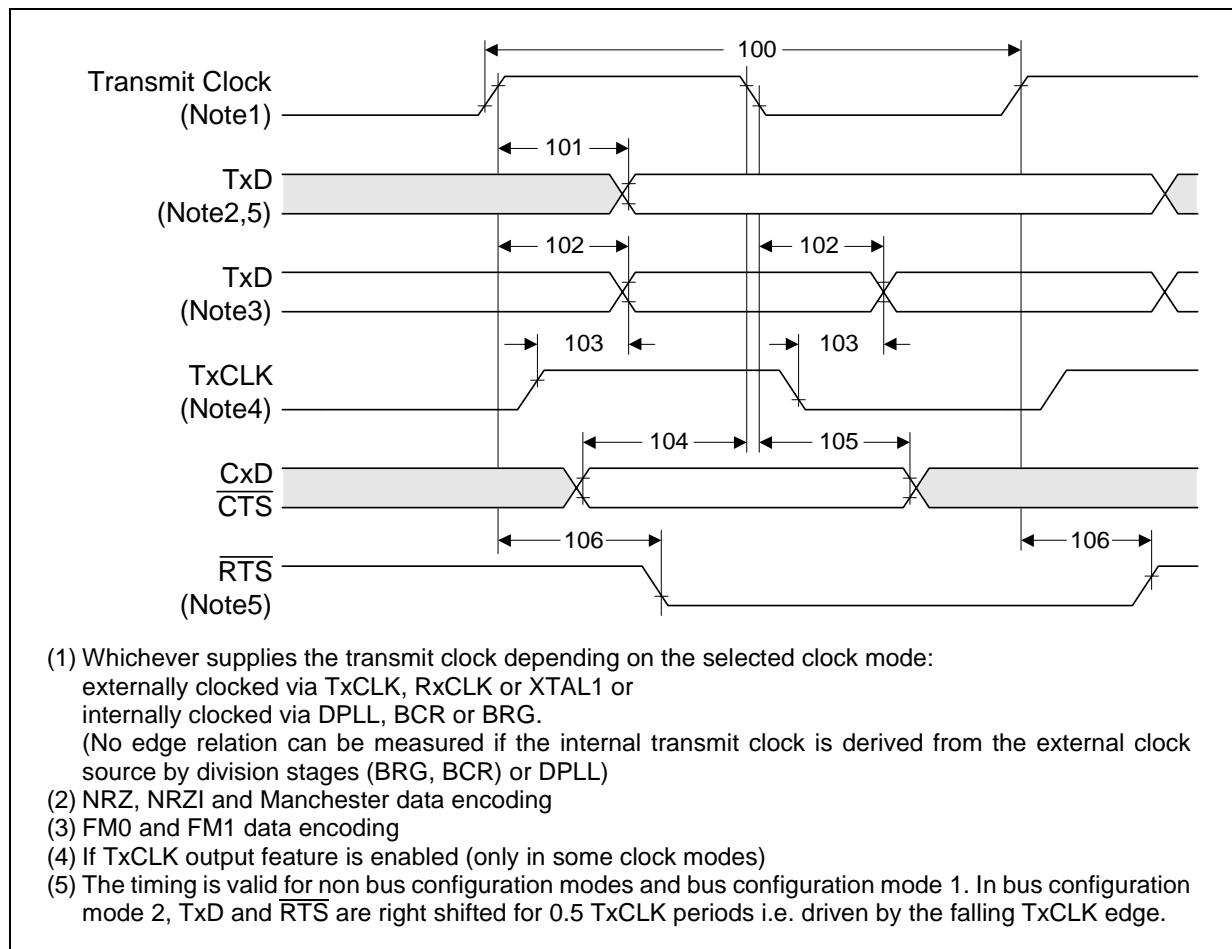 100
Transmit Clock
(Note1)
101
TxD
(Note2,5)
102 102
TxD
(Note3)
103 103
TxCLK
(Note4)
104 105
CxD
CTS
106 106
RTS
(Note5)
(1) Whichever supplies the transmit clock depending on the selected clock mode:
externally clocked via TxCLK, RxCLK or XTAL1 or
internally clocked via DPLL, BCR or BRG.
(No edge relation can be measured if the internal transmit clock is derived from the external clock
source by division stages (BRG, BCR) or DPLL)
(2) NRZ, NRZI and Manchester data encoding
(3) FM0 and FM1 data encoding
(4) If TxCLK output feature is enabled (only in some clock modes)
(5) The timing is valid for non bus configuration modes and bus configuration mode 1. In bus configuration
mode 2, TxD and RTS are right shifted for 0.5 TxCLK periods i.e. driven by the falling TxCLK edge.